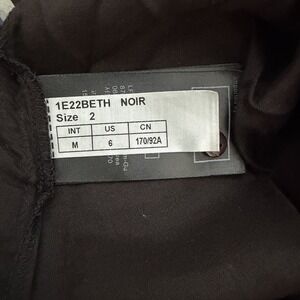 1E22BETH NOIR
Size 2
INT US CN
M 6 170/92A